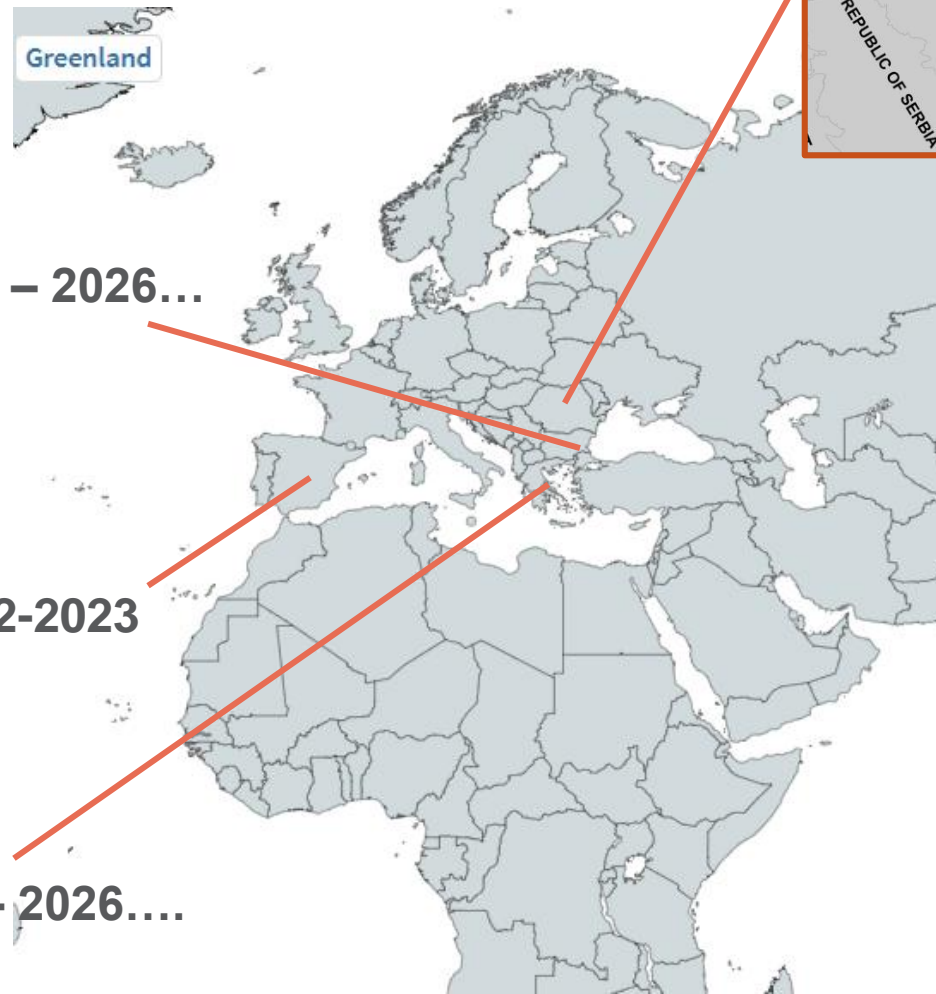 Greenland
REPUBLIC OF SERBIA
– 2026…
2-2023
- 2026….